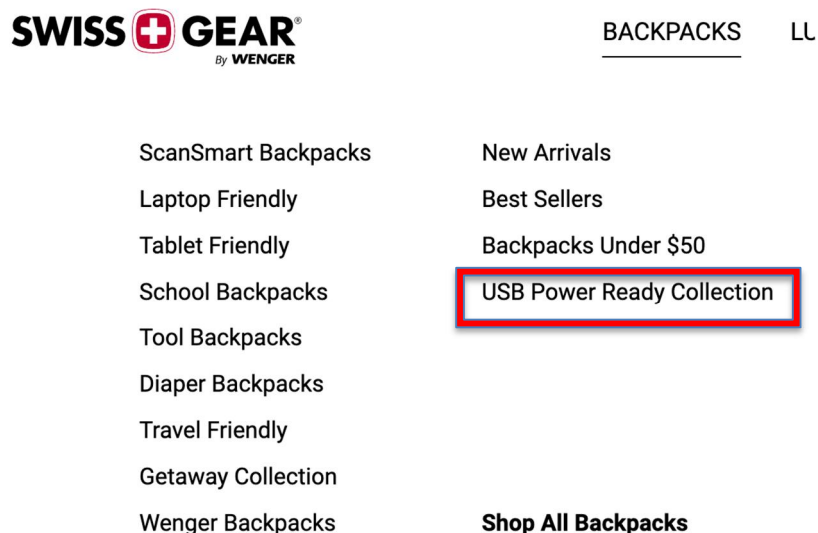 SWISS GEAR®
By WENGER
BACKPACKS
ScanSmart Backpacks
Laptop Friendly
Tablet Friendly
School Backpacks
Tool Backpacks
Diaper Backpacks
Travel Friendly
Getaway Collection
Wenger Backpacks
New Arrivals
Best Sellers
Backpacks Under $50
USB Power Ready Collection
Shop All Backpacks